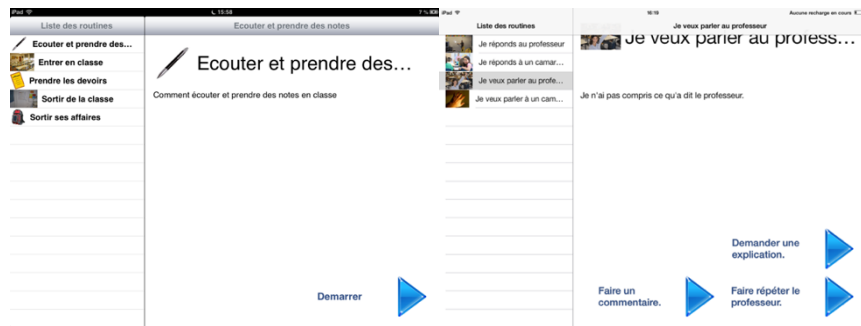 iPad
15:58
7 %
Liste des routines
Ecouter et prendre des notes
Ecouter et prendre des...
Entrer en classe
Prendre les devoirs
Sortir de la classe
Sortir ses affaires
Ecouter et prendre des...
Comment écouter et prendre des notes en classe
Demarrer
iPad
16:19
Aucune recharge en cours
Liste des routines
Je veux parler au professeur
Je réponds au professeur
Je réponds à un camar...
Je veux parler au profe...
Je veux parler à un cam...
Je veux parler au profess...
Je n'ai pas compris ce qu'a dit le professeur.
Demander une
explication.
Faire un
commentaire.
Faire répéter le
professeur.